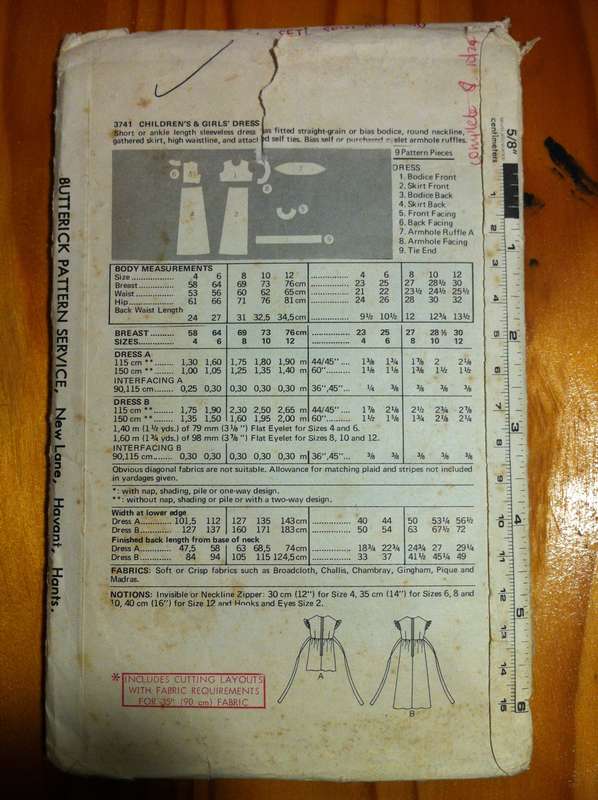 complete & intact
3741 CHILDREN'S & GIRLS' DRESS
Short or ankle length sleeveless dress has fitted straight-grain or bias bodice, round neckline,
gathered skirt, high waistline, and attached self ties. Bias self or purchased eyelet armhole ruffles.
9 Pattern Pieces
DRESS
1. Bodice Front
2. Skirt Front
3. Bodice Back
4. Skirt Back
5. Front Facing
6. Back Facing
7. Armhole Ruffle A
8. Armhole Facing
9. Tie End
BODY MEASUREMENTS
Size 4 6 8 10 12 4 6 8 10 12
Breast 58 64 69 73 76cm 23 25 27 28½ 30
Waist 53 56 60 62 65cm 21 22 23½ 24½ 25½
Hip 61 66 71 76 81cm 24 26 28 30 32
Back Waist Length
24 27 31 32,5 34,5cm 9½ 10½ 12 12¾ 13½
BREAST 58 64 69 73 76cm 23 25 27 28½ 30
SIZES 4 6 8 10 12 4 6 8 10 12
DRESS A
115 cm ** 1,30 1,60 1,75 1,80 1,90 m 44/45" 1⅜ 1¾ 1⅞ 2 2⅛
150 cm ** 1,00 1,05 1,25 1,35 1,40 m 60" 1⅛ 1⅛ 1⅜ 1½ 1½
INTERFACING A
90,115 cm 0,25 0,30 0,30 0,30 0,30 m 36",45" ¼ ⅜ ⅜ ⅜ ⅜
DRESS B
115 cm ** 1,75 1,90 2,30 2,50 2,65 m 44/45" 1⅞ 2⅛ 2½ 2¾ 2⅞
150 cm ** 1,35 1,50 1,60 1,95 2,00 m 60" 1½ 1⅝ 1¾ 2⅛ 2¼
1,40 m (1½ yds.) of 79 mm (3⅛") Flat Eyelet for Sizes 4 and 6.
1,60 m (1¾ yds.) of 98 mm (3⅞") Flat Eyelet for Sizes 8, 10 and 12.
INTERFACING B
90,115 cm 0,30 0,30 0,30 0,30 0,30 m 36",45" ⅜ ⅜ ⅜ ⅜ ⅜
Obvious diagonal fabrics are not suitable. Allowance for matching plaid and stripes not included
in yardages given.
*: with nap, shading, pile or one-way design.
**: without nap, shading or pile or with a two-way design.
Width at lower edge
Dress A 101,5 112 127 135 143cm 40 44 50 53¼ 56½
Dress B 127 137 160 171 183cm 50 54 63 67½ 72
Finished back length from base of neck
Dress A 47,5 58 63 68,5 74cm 18¾ 22¾ 24¾ 27 29¼
Dress B 84 94 105 115 124,5cm 33 37 41½ 45¼ 49
FABRICS: Soft or Crisp fabrics such as Broadcloth, Challis, Chambray, Gingham, Pique and
Madras.
NOTIONS: Invisible or Neckline Zipper: 30 cm (12") for Size 4, 35 cm (14") for Sizes 6, 8 and
10, 40 cm (16") for Size 12 and Hooks and Eyes Size 2.
A
B
* INCLUDES CUTTING LAYOUTS
WITH FABRIC REQUIREMENTS
FOR 35" (90 cm) FABRIC
BUTTERICK PATTERN SERVICE, New Lane, Havant, Hants.
5/8"
centimeters
1 2 3 4 5 6